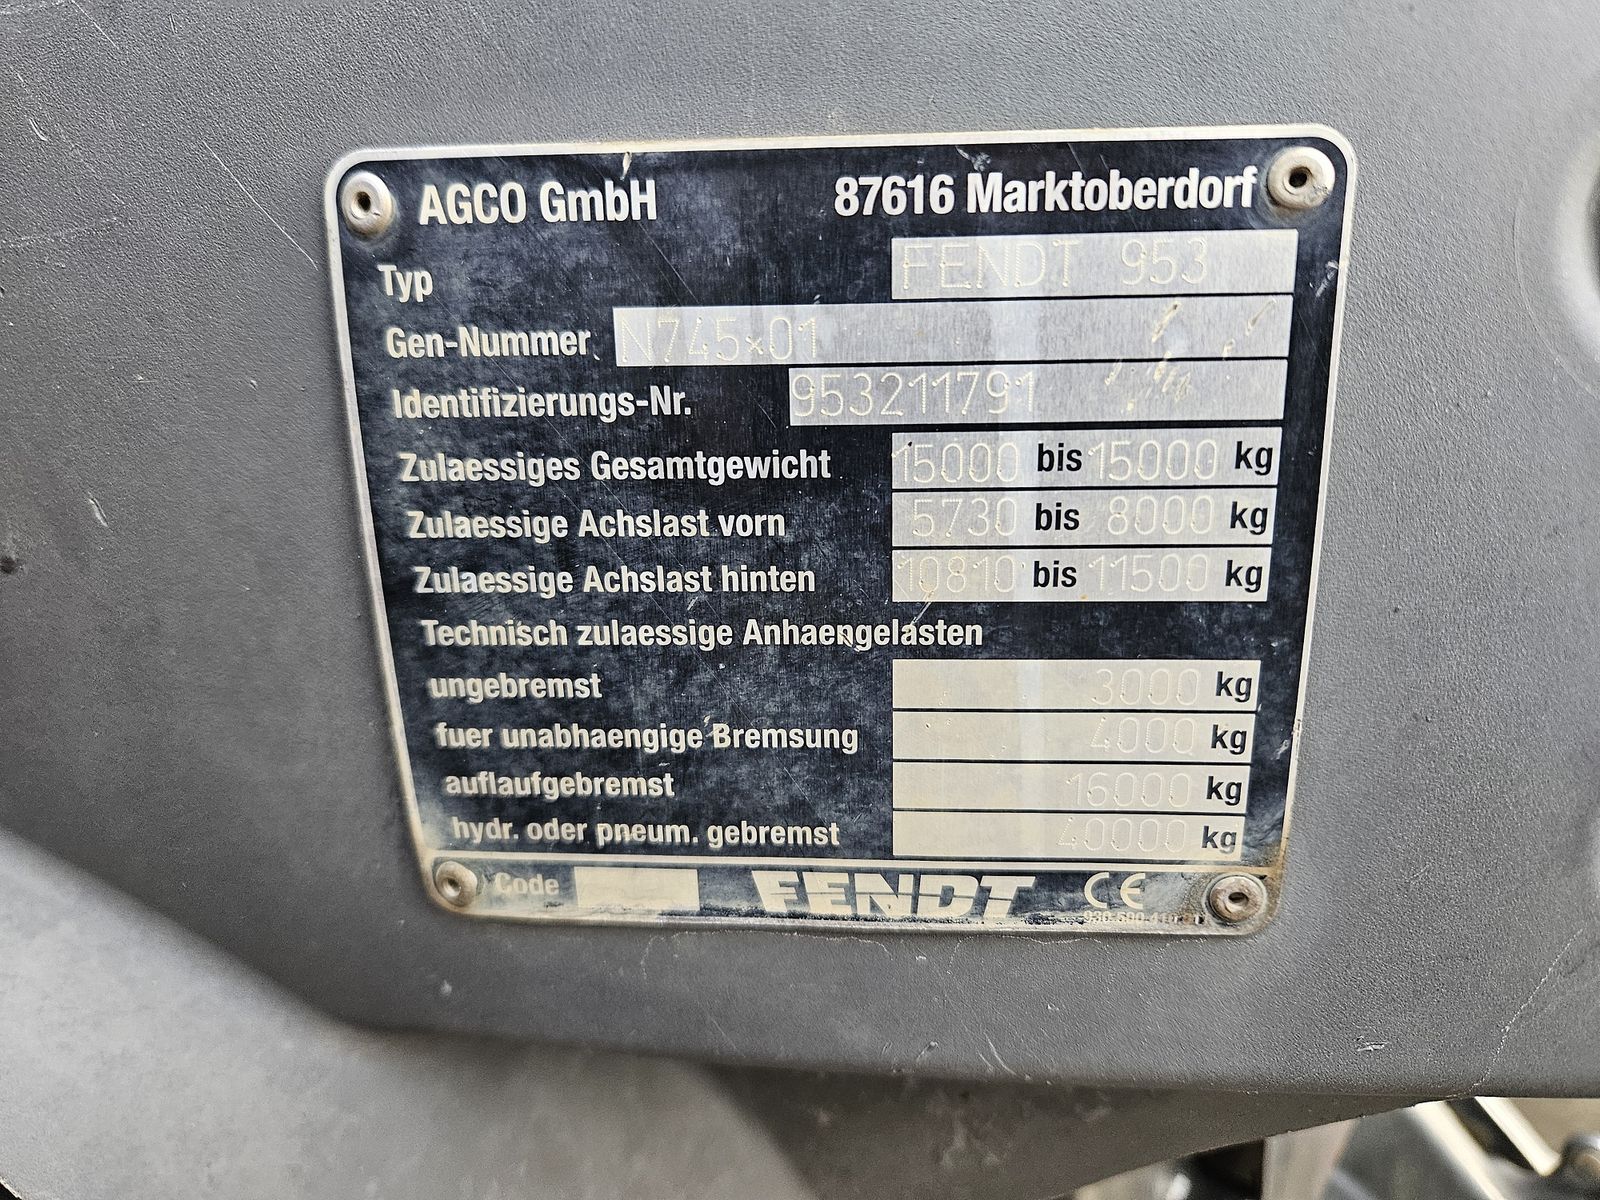 AGCO GmbH 87616 Marktoberdorf
Typ FENDT 953
Gen-Nummer N745×01
Identifizierungs-Nr. 953211791
Zulaessiges Gesamtgewicht 15000 bis 15000 kg
Zulaessige Achslast vorn 5730 bis 8000 kg
Zulaessige Achslast hinten 10810 bis 11500 kg
Technisch zulaessige Anhaengelasten
ungebremst 3000 kg
fuer unabhaengige Bremsung 4000 kg
auflaufgebremst 16000 kg
hydr. oder pneum. gebremst 40000 kg
Code FENDT CE